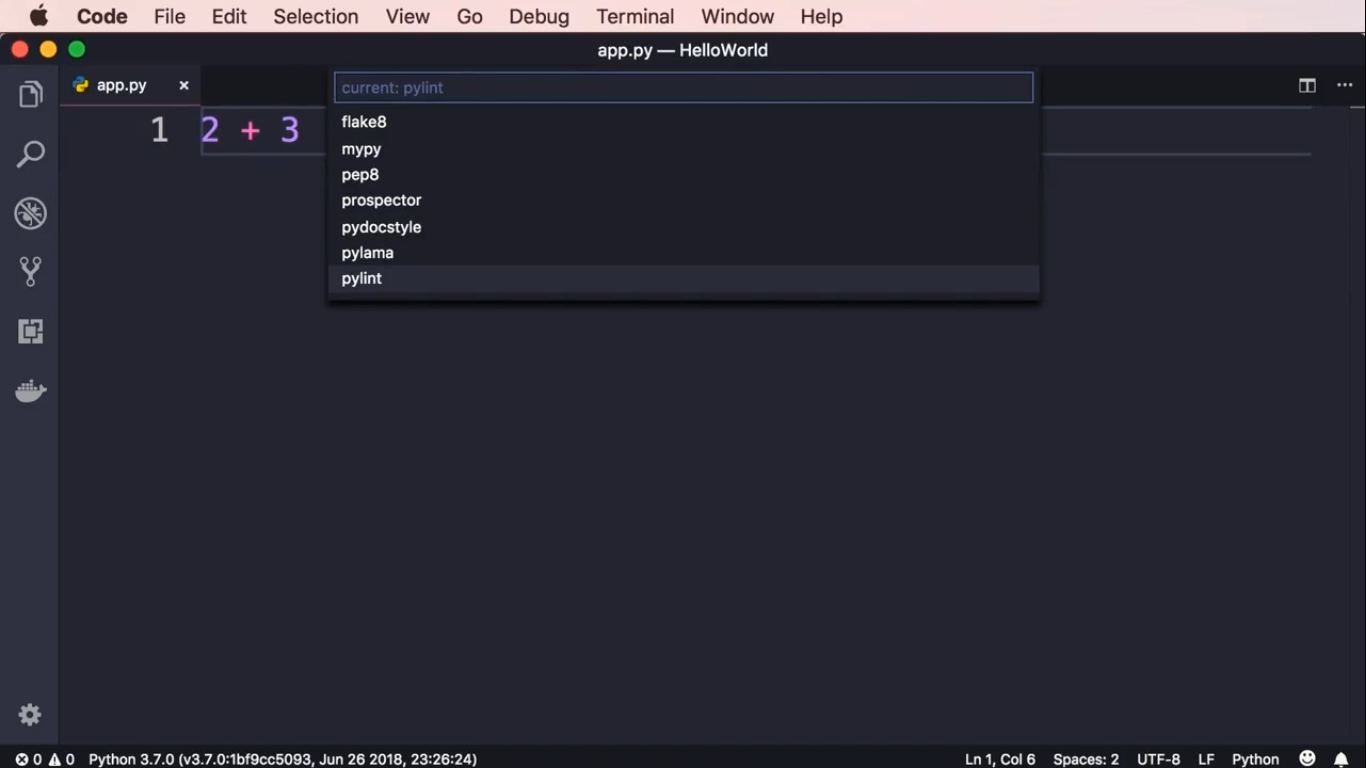 Code File Edit Selection View Go Debug Terminal Window Help
app.py — HelloWorld
app.py ×
current: pylint
flake8
mypy
pep8
prospector
pydocstyle
pylama
pylint
1 2 + 3
0 0 Python 3.7.0 (v3.7.0:1bf9cc5093, Jun 26 2018, 23:26:24) Ln 1, Col 6 Spaces: 2 UTF-8 LF Python